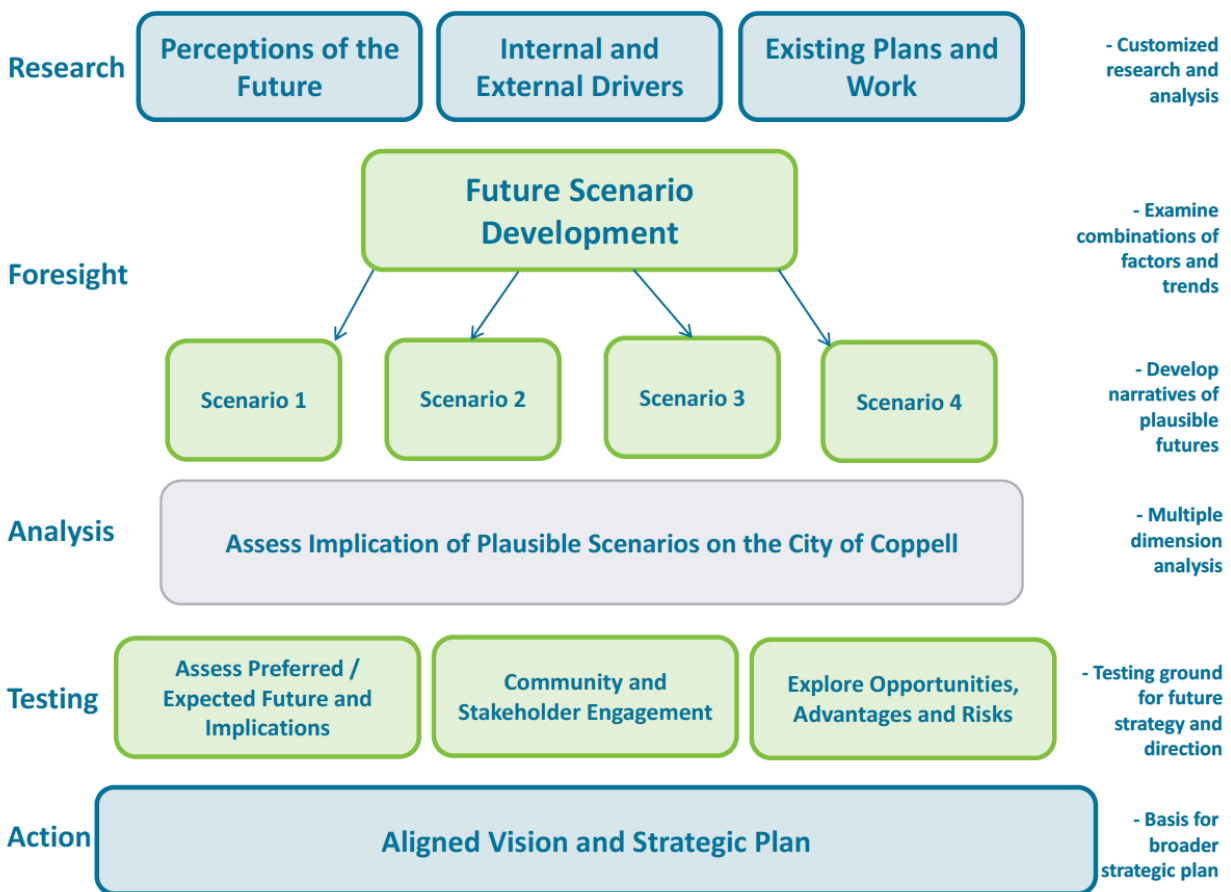 Research
Perceptions of the
Future
Internal and
External Drivers
Existing Plans and
Work
- Customized
research and
analysis
Foresight
Future Scenario
Development
- Examine
combinations of
factors and
trends
Scenario 1
Scenario 2
Scenario 3
Scenario 4
- Develop
narratives of
plausible
futures
Analysis
Assess Implication of Plausible Scenarios on the City of Coppell
- Multiple
dimension
analysis
Testing
Assess Preferred /
Expected Future and
Implications
Community and
Stakeholder Engagement
Explore Opportunities,
Advantages and Risks
- Testing ground
for future
strategy and
direction
Action
Aligned Vision and Strategic Plan
- Basis for
broader
strategic plan